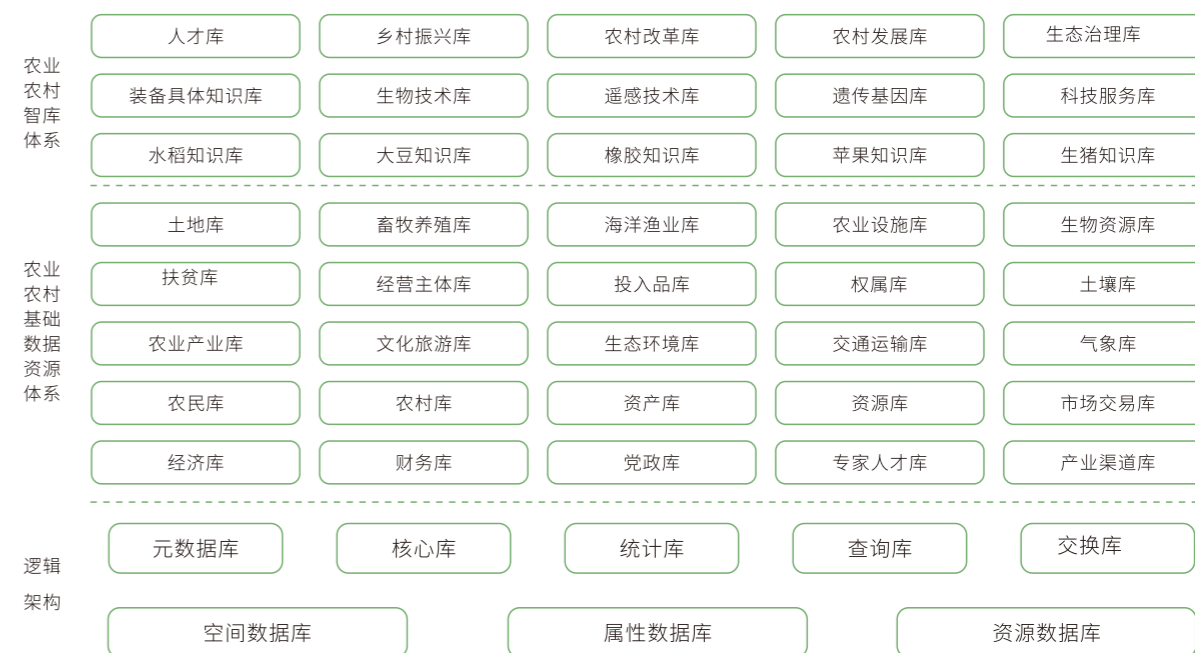 农业
农村
智库
体系
人才库 乡村振兴库 农村改革库 农村发展库 生态治理库
装备具体知识库 生物技术库 遥感技术库 遗传基因库 科技服务库
水稻知识库 大豆知识库 橡胶知识库 苹果知识库 生猪知识库
农业
农村
基础
数据
资源
体系
土地库 畜牧养殖库 海洋渔业库 农业设施库 生物资源库
扶贫库 经营主体库 投入品库 权属库 土壤库
农业产业库 文化旅游库 生态环境库 交通运输库 气象库
农民库 农村库 资产库 资源库 市场交易库
经济库 财务库 党政库 专家人才库 产业渠道库
逻辑
架构
元数据库 核心库 统计库 查询库 交换库
空间数据库 属性数据库 资源数据库